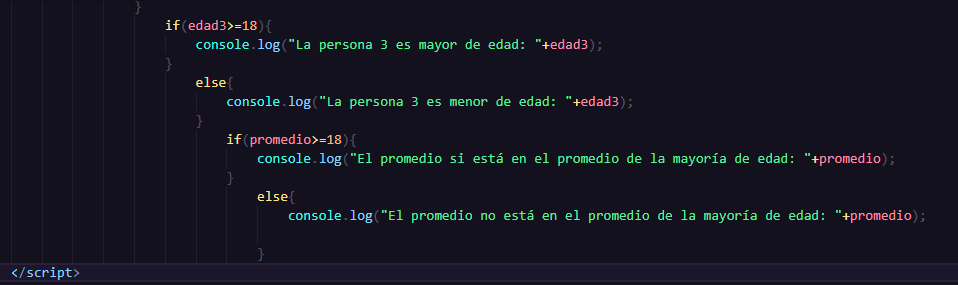 }
if(edad3>=18){
console.log("La persona 3 es mayor de edad: "+edad3);
}
else{
console.log("La persona 3 es menor de edad: "+edad3);
}
if(promedio>=18){
console.log("El promedio si está en el promedio de la mayoría de edad: "+promedio);
}
else{
console.log("El promedio no está en el promedio de la mayoría de edad: "+promedio);
}
</script>